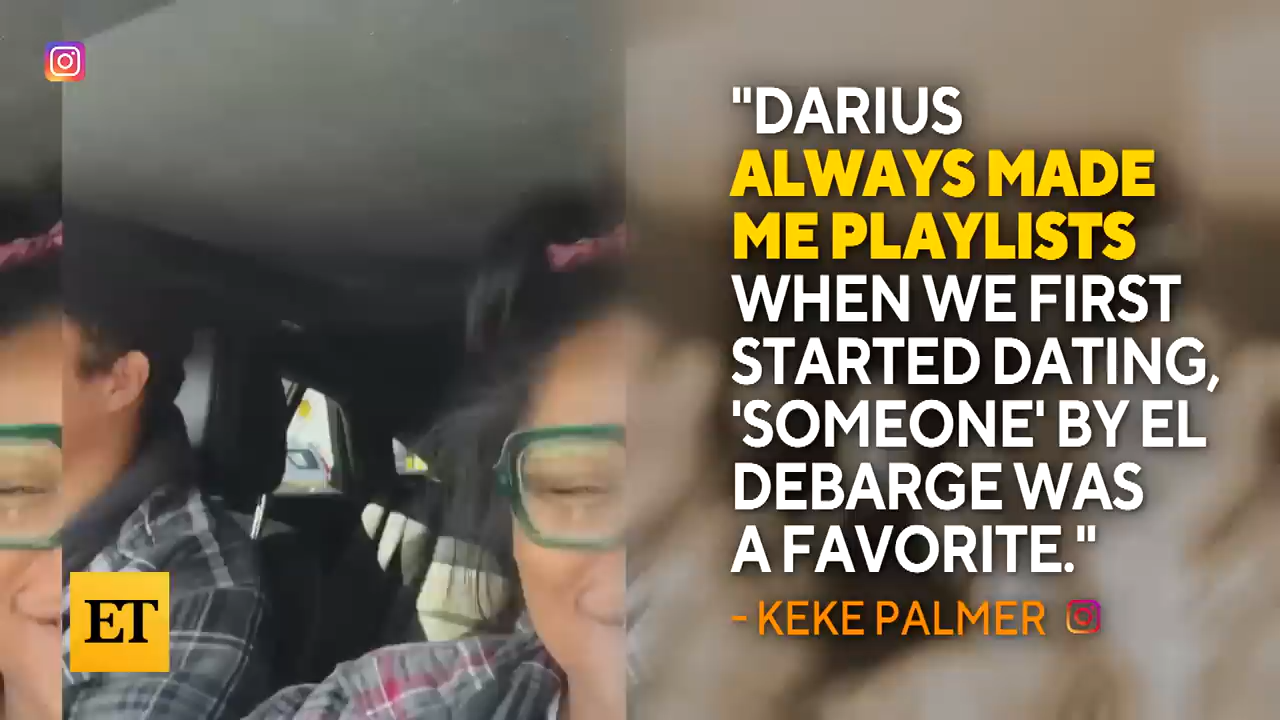 "DARIUS
ALWAYS MADE
ME PLAYLISTS
WHEN WE FIRST
STARTED DATING,
'SOMEONE' BY EL
DEBARGE WAS
A FAVORITE."
- KEKE PALMER
ET